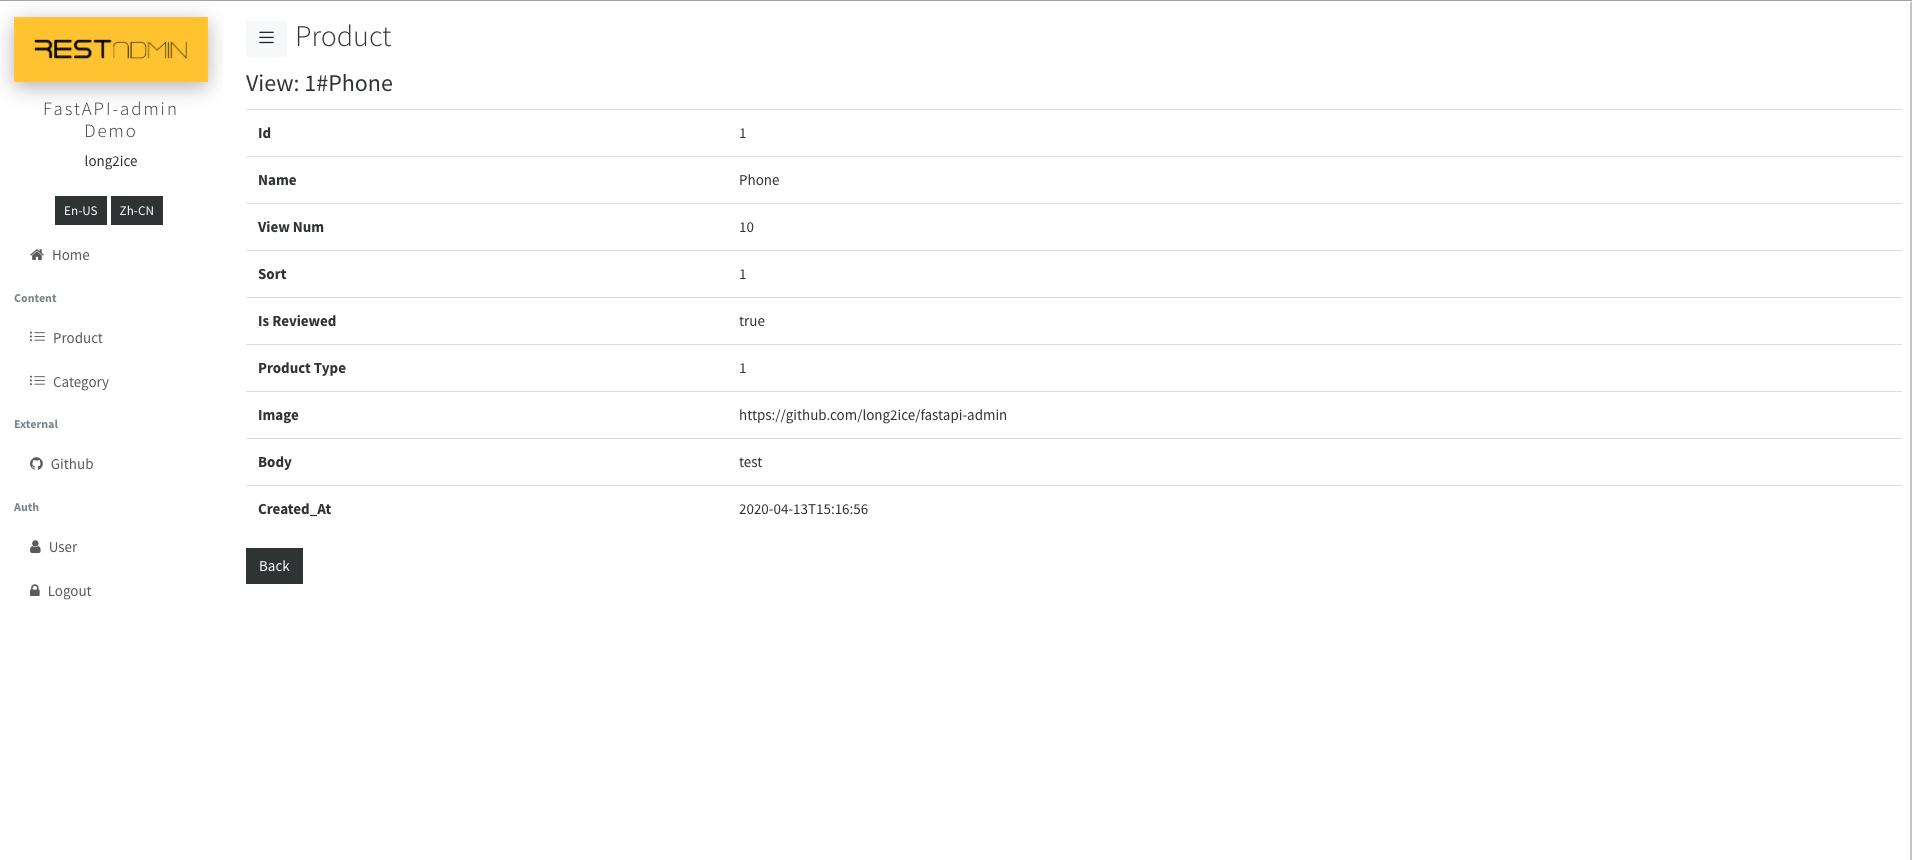 RESTADMIN
FastAPI-admin
Demo
long2ice
En-US Zh-CN
Home
Content
Product
Category
External
Github
Auth
User
Logout
Product
View: 1#Phone
Id 1
Name Phone
View Num 10
Sort 1
Is Reviewed true
Product Type 1
Image https://github.com/long2ice/fastapi-admin
Body test
Created_At 2020-04-13T15:16:56
Back